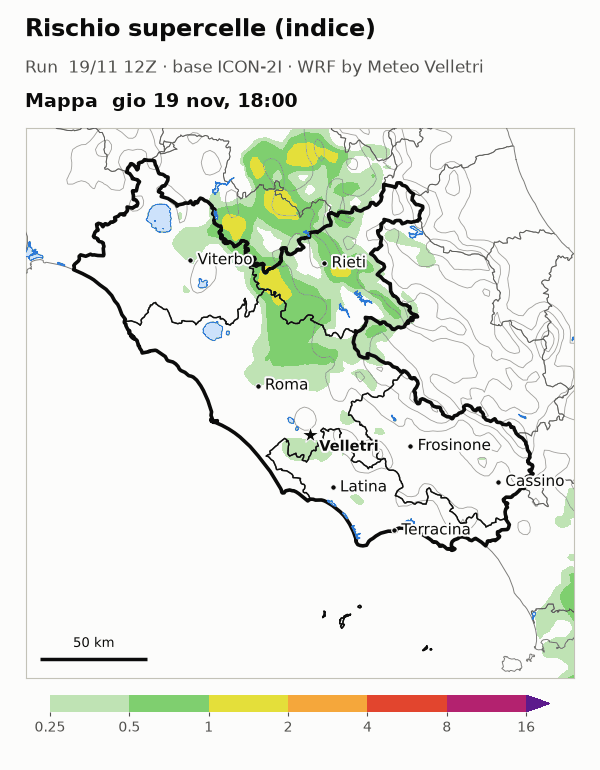 Rischio supercelle (indice)
Run  19/11 12Z · base ICON-2I · WRF by Meteo Velletri
Mappa  gio 19 nov, 18:00
Viterbo
Rieti
Roma
Velletri
Frosinone
Latina
Cassino
Terracina
50 km
0.25 0.5 1 2 4 8 16